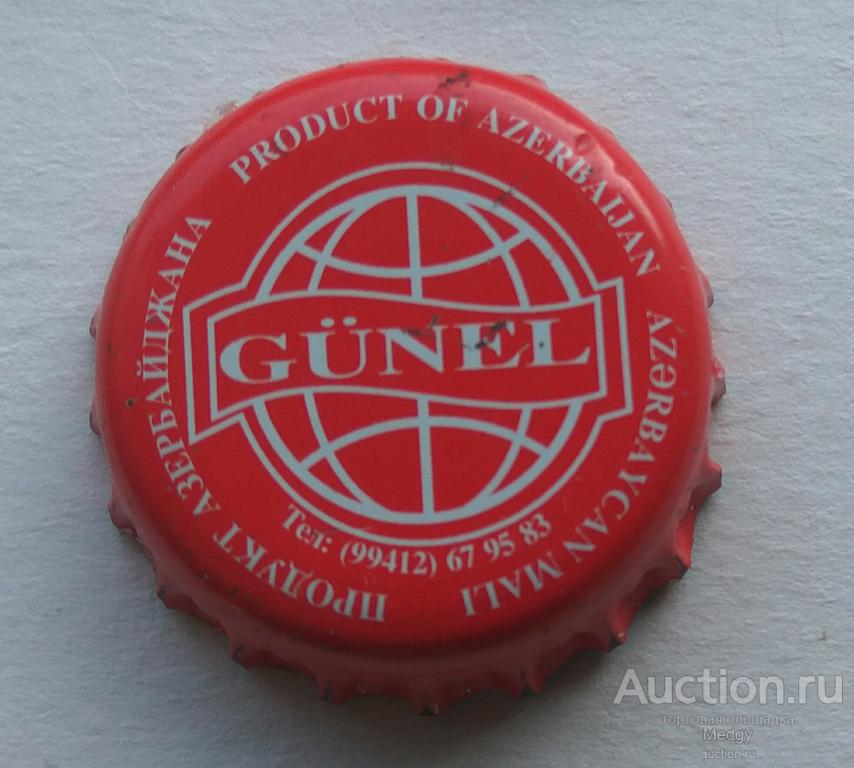 PRODUCT OF AZERBAIJAN
AZƏRBAYCAN MALI
ПРОДУКТ АЗЕРБАЙДЖАНА
GÜNEL
Тел: (99412) 67 95 83
Auction.ru
торговая площадка
Medgy
auction.ru